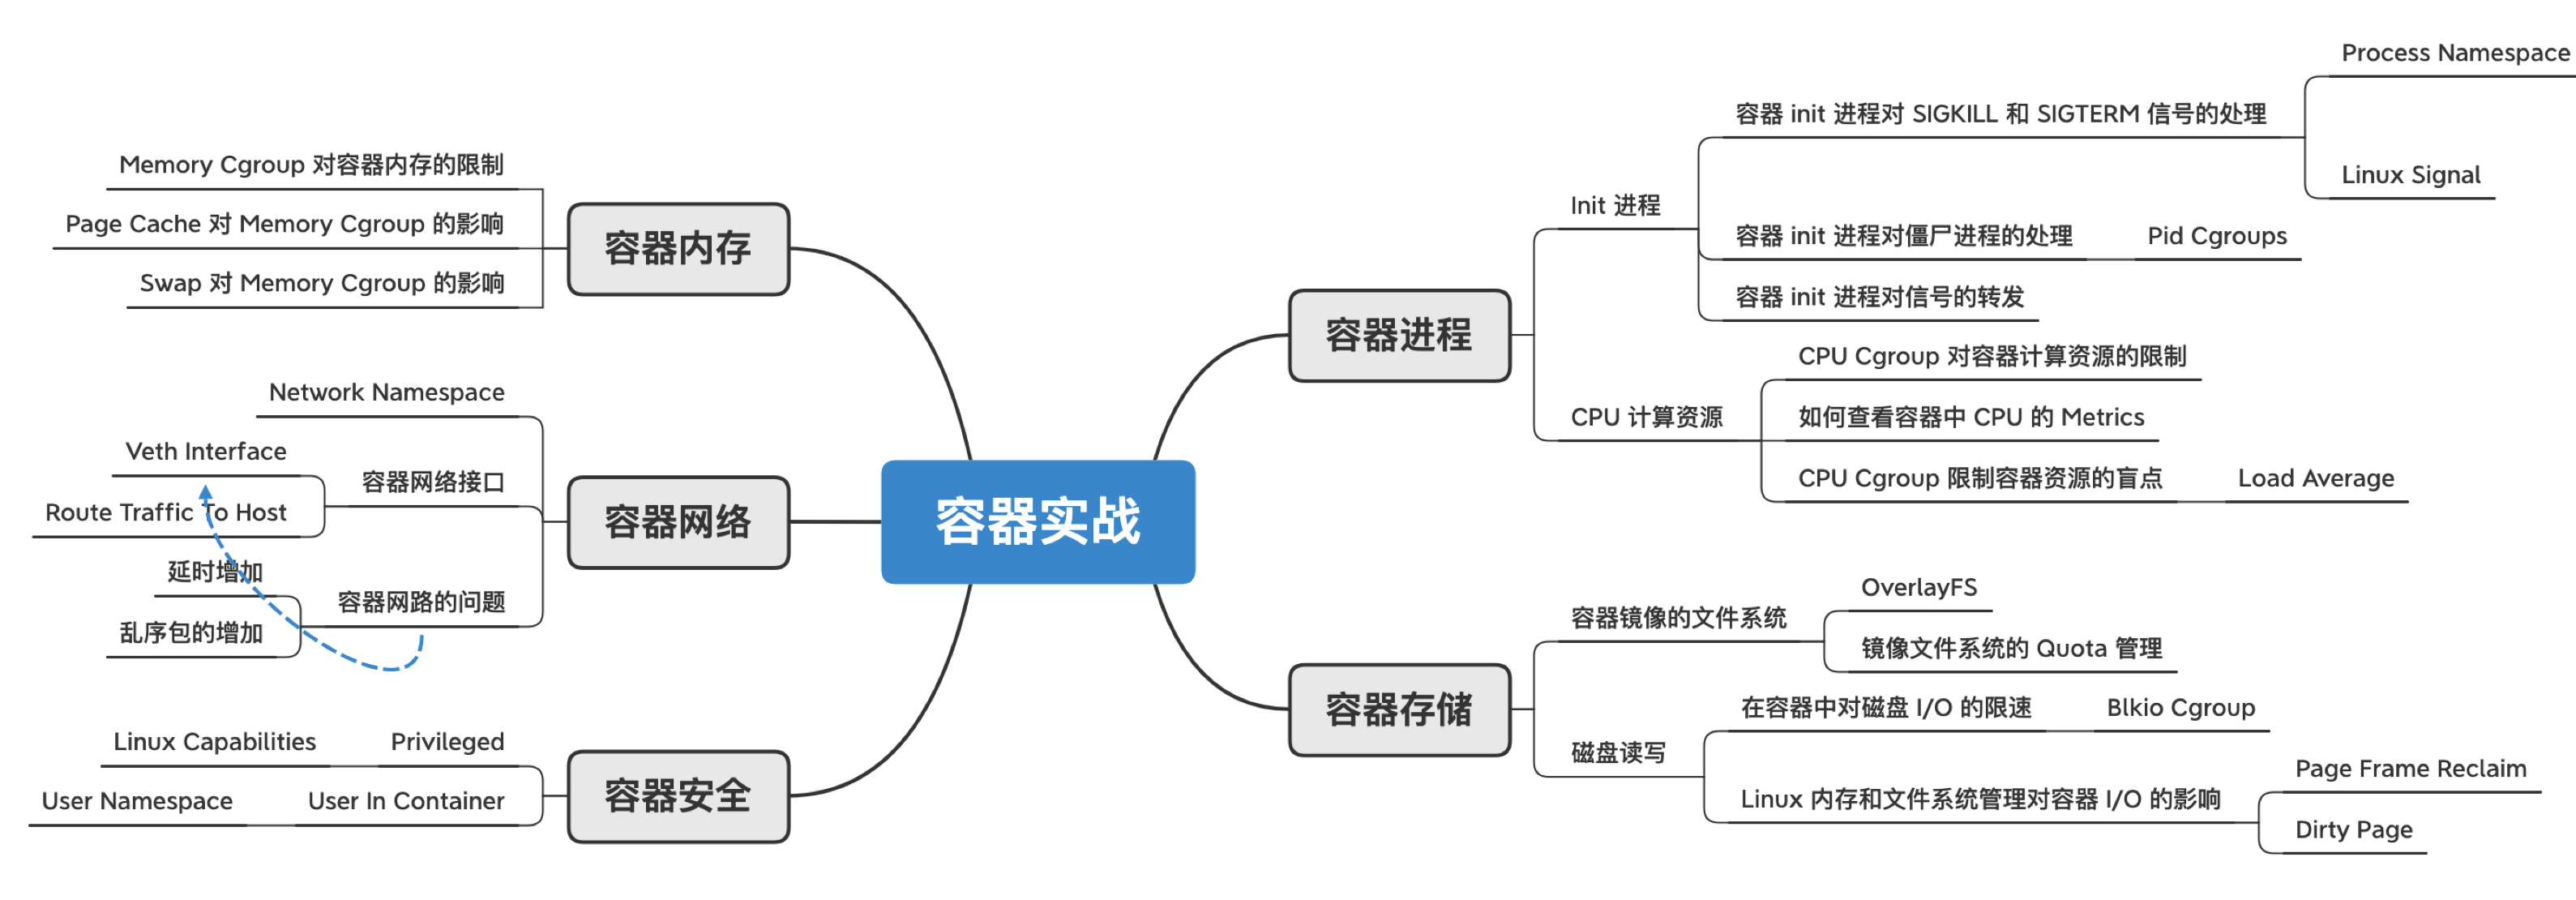 容器实战
容器进程
Init 进程
容器 init 进程对 SIGKILL 和 SIGTERM 信号的处理
Process Namespace
Linux Signal
容器 init 进程对僵尸进程的处理
Pid Cgroups
容器 init 进程对信号的转发
CPU 计算资源
CPU Cgroup 对容器计算资源的限制
如何查看容器中 CPU 的 Metrics
CPU Cgroup 限制容器资源的盲点
Load Average
容器存储
容器镜像的文件系统
OverlayFS
镜像文件系统的 Quota 管理
磁盘读写
在容器中对磁盘 I/O 的限速
Blkio Cgroup
Linux 内存和文件系统管理对容器 I/O 的影响
Page Frame Reclaim
Dirty Page
容器内存
Memory Cgroup 对容器内存的限制
Page Cache 对 Memory Cgroup 的影响
Swap 对 Memory Cgroup 的影响
容器网络
Network Namespace
容器网络接口
Veth Interface
Route Traffic To Host
容器网路的问题
延时增加
乱序包的增加
容器安全
Privileged
Linux Capabilities
User In Container
User Namespace